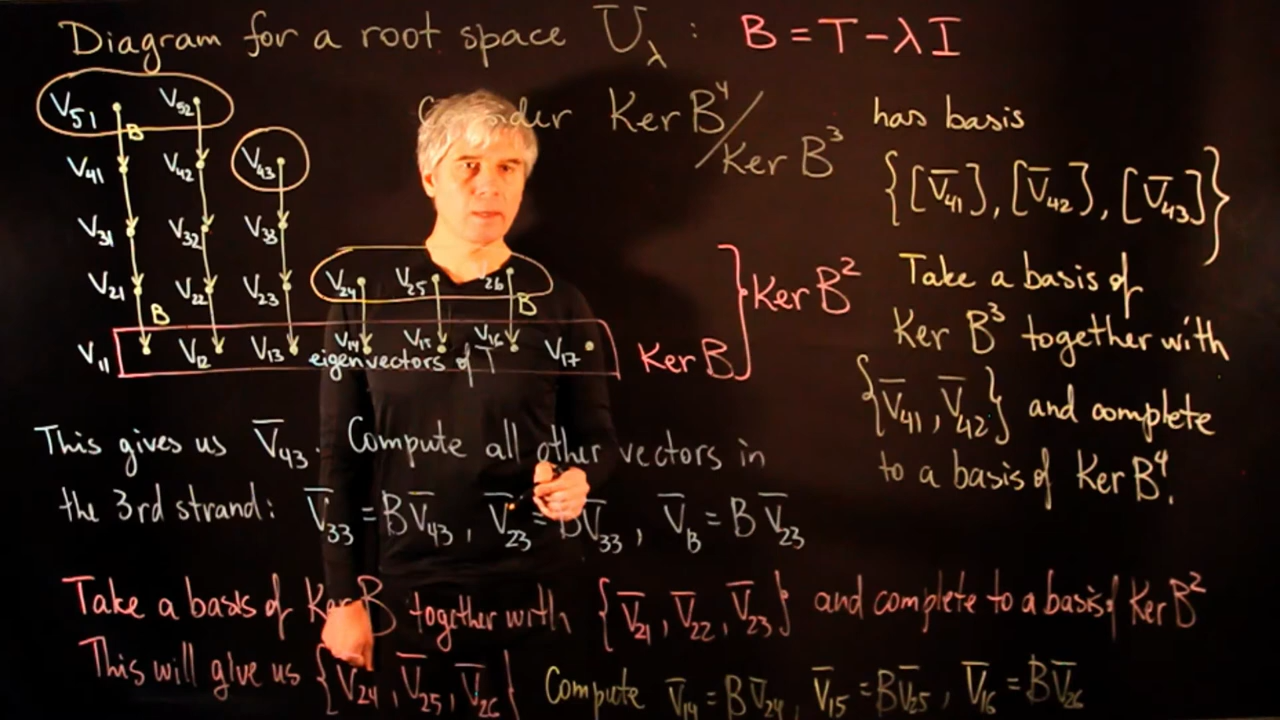 Diagram for a root space U_λ : B = T - λI
V₅₁ V₅₂
B
V₄₁ V₄₂ V₄₃
V₃₁ V₃₂ V₃₃
V₂₁ V₂₂ V₂₃ V₂₄ V₂₅ ₂₆
B B
V₁₁ V₁₂ V₁₃ V₁₄ V₁₅ V₁₆ V₁₇
eigenvectors of T
Ker B
Ker B²
Consider Ker B⁴ / Ker B³
has basis
{[V̄₄₁], [V̄₄₂], [V̄₄₃]}
Take a basis of
Ker B³ together with
{V̄₄₁, V̄₄₂} and complete
to a basis of Ker B⁴.
This gives us V̄₄₃. Compute all other vectors in
the 3rd strand: V̄₃₃ = BV̄₄₃, V̄₂₃ = BV̄₃₃, V̄₁₃ = BV̄₂₃
Take a basis of Ker B together with {V̄₂₁, V̄₂₂, V̄₂₃} and complete to a basis of Ker B²
This will give us {V̄₂₄, V̄₂₅, V̄₂₆} Compute V̄₁₄ = BV̄₂₄, V̄₁₅ = BV̄₂₅, V̄₁₆ = BV̄₂₆